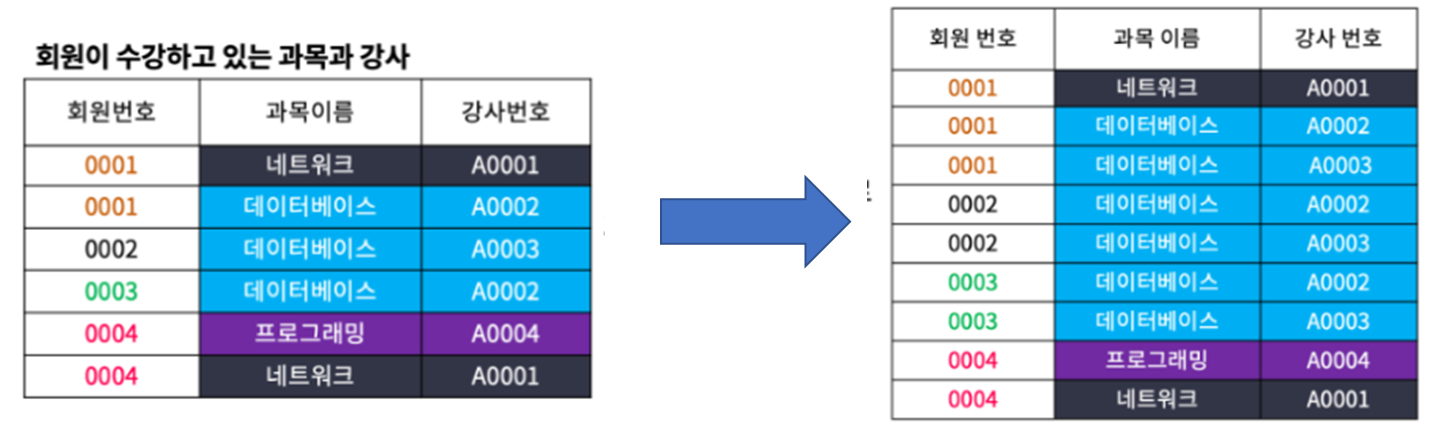 회원이 수강하고 있는 과목과 강사
회원번호 과목이름 강사번호
0001 네트워크 A0001
0001 데이터베이스 A0002
0002 데이터베이스 A0003
0003 데이터베이스 A0002
0004 프로그래밍 A0004
0004 네트워크 A0001
회원 번호 과목 이름 강사 번호
0001 네트워크 A0001
0001 데이터베이스 A0002
0001 데이터베이스 A0003
0002 데이터베이스 A0002
0002 데이터베이스 A0003
0003 데이터베이스 A0002
0003 데이터베이스 A0003
0004 프로그래밍 A0004
0004 네트워크 A0001